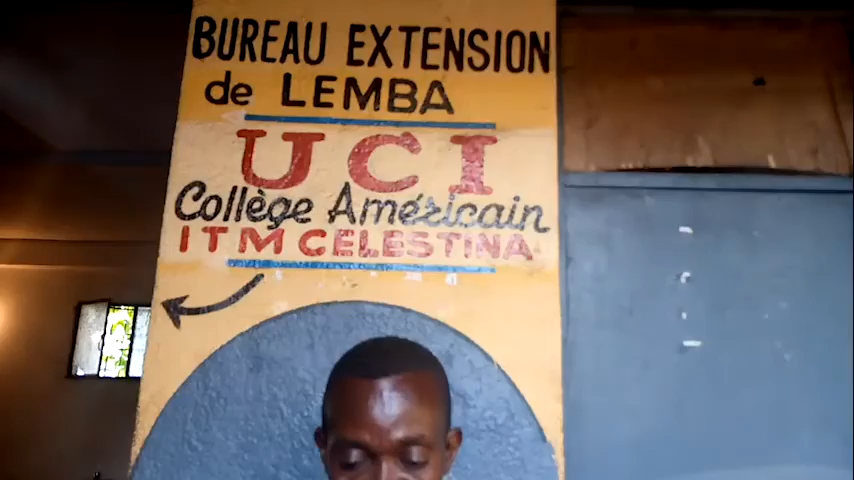 BUREAU EXTENSION
de LEMBA
UCI
Collège Américain
ITM CELESTINA